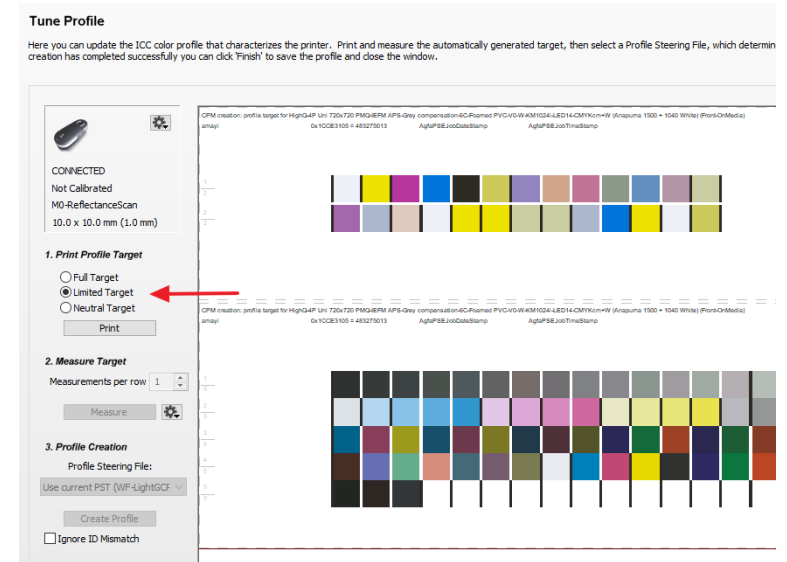 Tune Profile
Here you can update the ICC color profile that characterizes the printer. Print and measure the automatically generated target, then select a Profile Steering File, which determin
creation has completed successfully you can click 'Finish' to save the profile and close the window.
CONNECTED
Not Calibrated
M0-ReflectanceScan
10.0 x 10.0 mm (1.0 mm)
1. Print Profile Target
Full Target
Limited Target
Neutral Target
Print
2. Measure Target
Measurements per row 1
Measure
3. Profile Creation
Profile Steering File:
Use current PST (WF-LightGCF
Create Profile
Ignore ID Mismatch
CPM creation: profile target for HighQ-4P Uni 720x720 PMQ-IEFM APS-Grey compensation-6C-Foamed PVC-V0-W-KM1024i-LED14-CMYKcm+W (Anapurna 1500 + 1040 White) (Front-OnMedia)
amayi 0x1CCE3105 = 483275013 AgfaPSEJobDateStamp AgfaPSEJobTimeStamp
1
2
CPM creation: profile target for HighQ-4P Uni 720x720 PMQ-IEFM APS-Grey compensation-6C-Foamed PVC-V0-W-KM1024i-LED14-CMYKcm+W (Anapurna 1500 + 1040 White) (Front-OnMedia)
amayi 0x1CCE3105 = 483275013 AgfaPSEJobDateStamp AgfaPSEJobTimeStamp
1
2
3
4
5